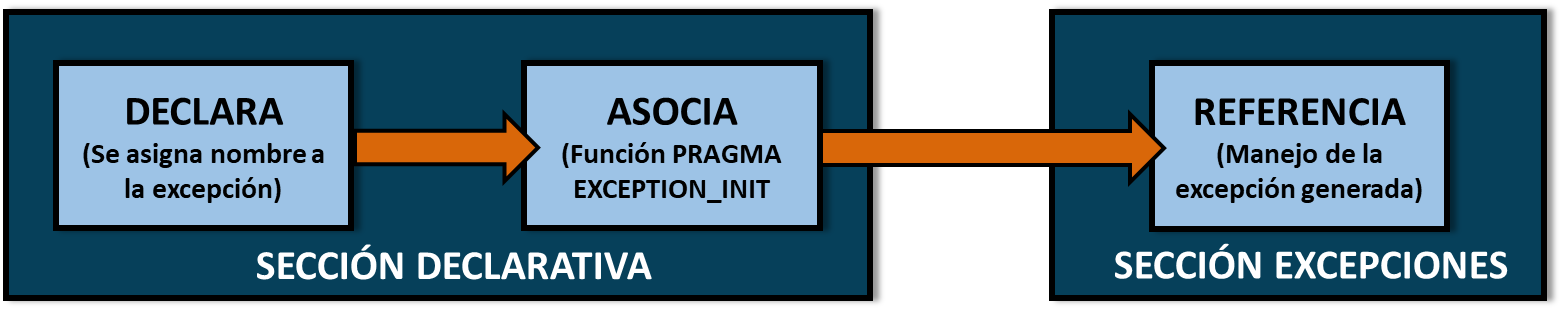 DECLARA
(Se asigna nombre a
la excepción)
ASOCIA
(Función PRAGMA
EXCEPTION_INIT
SECCIÓN DECLARATIVA
REFERENCIA
(Manejo de la
excepción generada)
SECCIÓN EXCEPCIONES